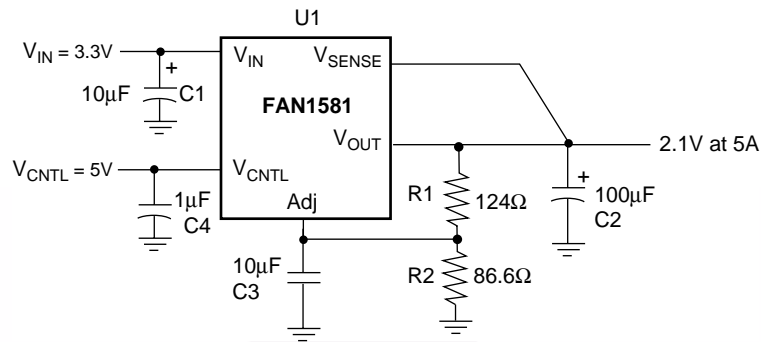 U1
V_IN = 3.3V
V_IN
V_SENSE
+
10μF
C1
FAN1581
V_OUT
2.1V at 5A
V_CNTL = 5V
V_CNTL
+
R1
124Ω
100μF
C2
1μF
C4
Adj
10μF
C3
R2
86.6Ω